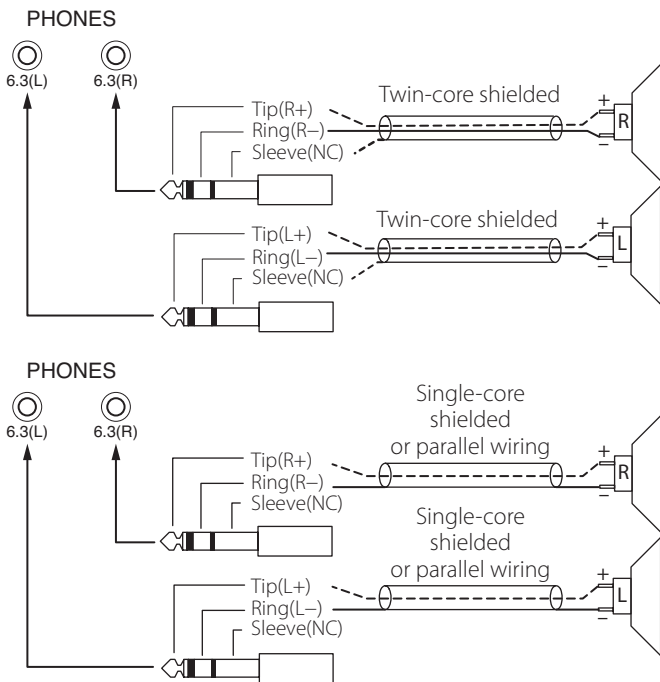 PHONES
6.3(L)
6.3(R)
Tip(R+)
Ring(R−)
Sleeve(NC)
Twin-core shielded
+
R
−
Tip(L+)
Ring(L−)
Sleeve(NC)
Twin-core shielded
+
L
−
PHONES
6.3(L)
6.3(R)
Tip(R+)
Ring(R−)
Sleeve(NC)
Single-core
shielded
or parallel wiring
+
R
−
Tip(L+)
Ring(L−)
Sleeve(NC)
Single-core
shielded
or parallel wiring
+
L
−